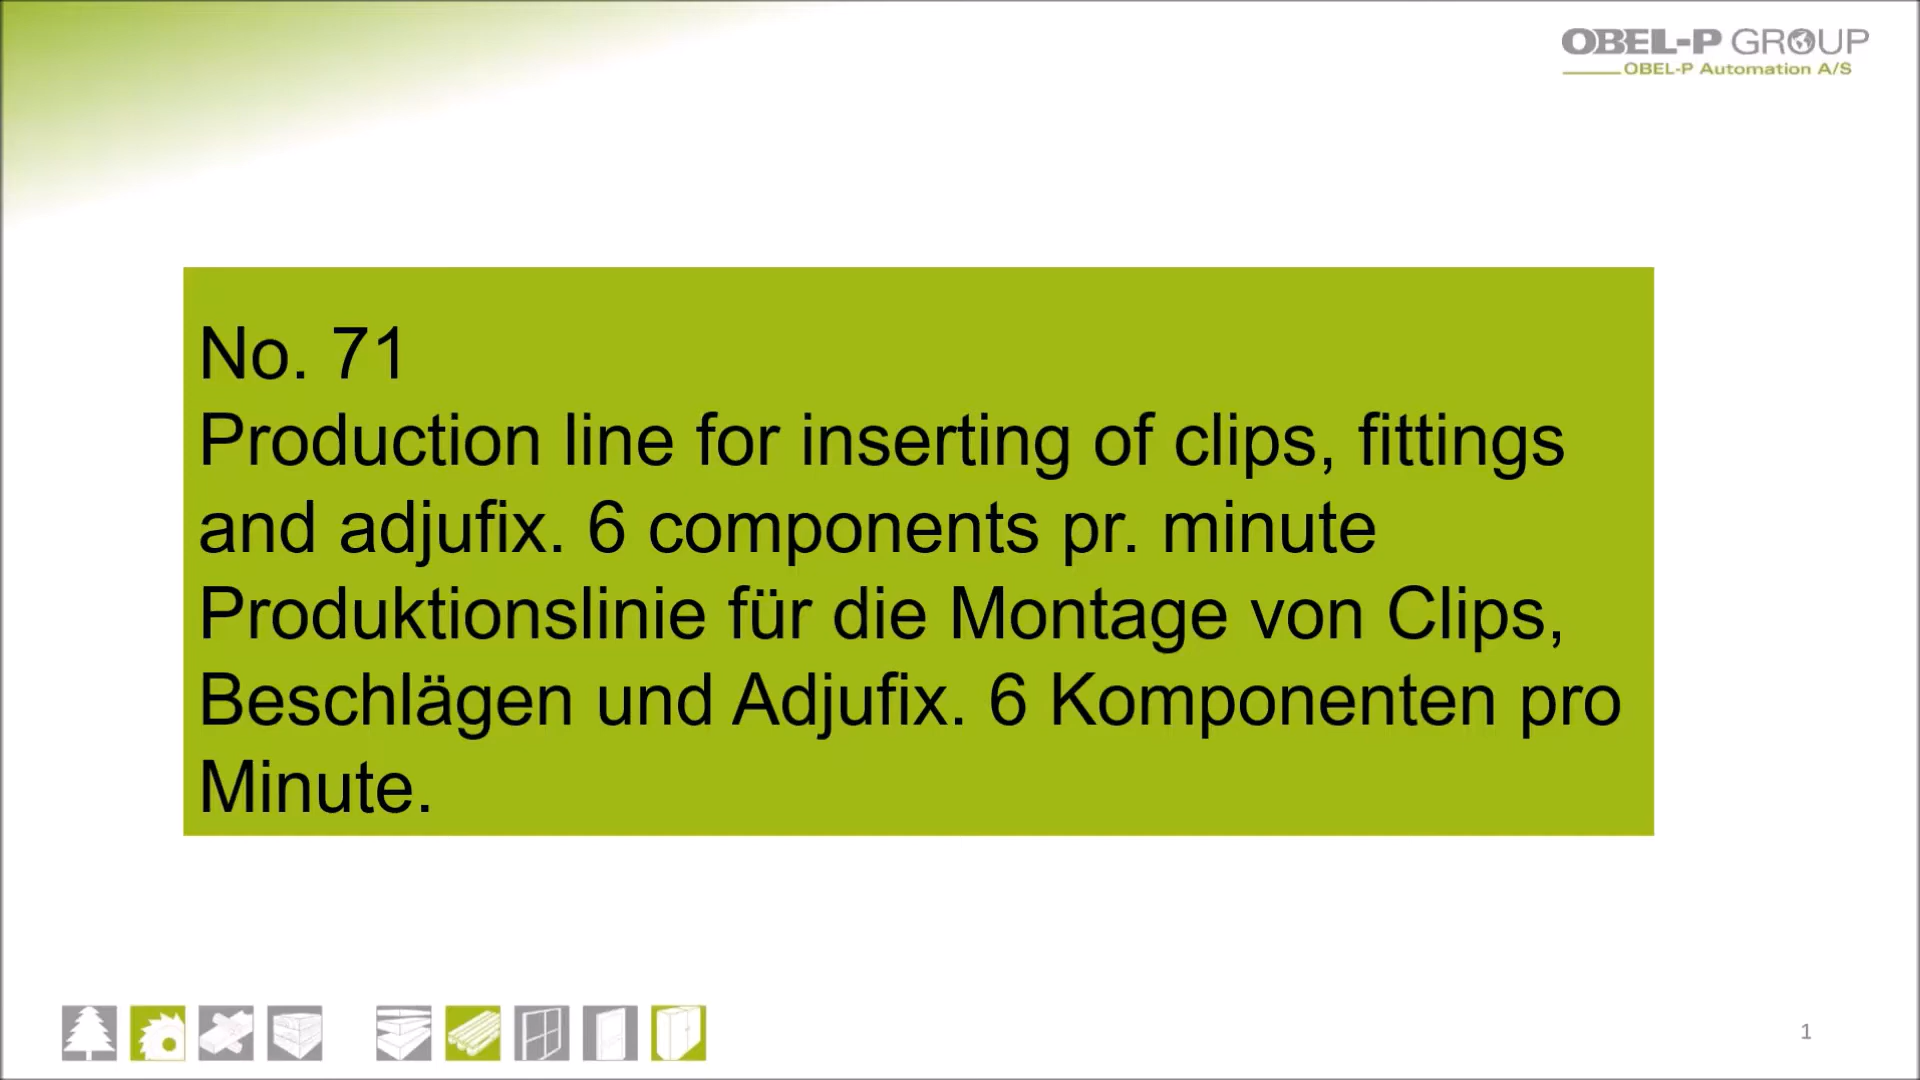 OBEL-P GROUP
OBEL-P Automation A/S
No. 71
Production line for inserting of clips, fittings
and adjufix. 6 components pr. minute
Produktionslinie für die Montage von Clips,
Beschlägen und Adjufix. 6 Komponenten pro
Minute.
1